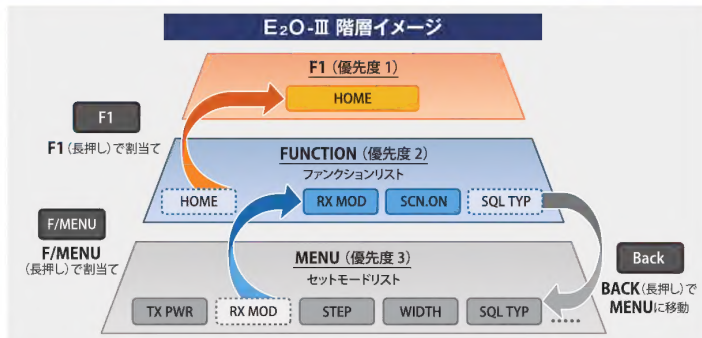 E2O-Ⅲ 階層イメージ
F1（優先度 1）
HOME
F1
F1（長押し）で割当て
FUNCTION（優先度 2）
ファンクションリスト
HOME
RX MOD
SCN.ON
SQL TYP
F/MENU
F/MENU
（長押し）で割当て
MENU（優先度 3）
セットモードリスト
Back
BACK（長押し）で
MENUに移動
TX PWR
RX MOD
STEP
WIDTH
SQL TYP
.....